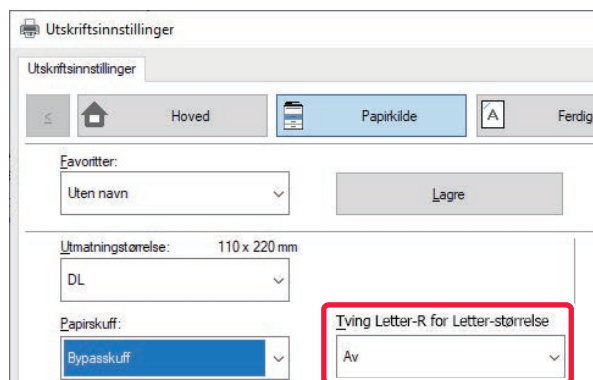 Utskriftsinnstillinger
Utskriftsinnstillinger
< Hoved Papirkilde A Ferdig
Favoritter:
Uten navn Lagre
Utmatningstørrelse: 110 x 220 mm
DL
Papirskuff: Tving Letter-R for Letter-størrelse
Bypasskuff Av